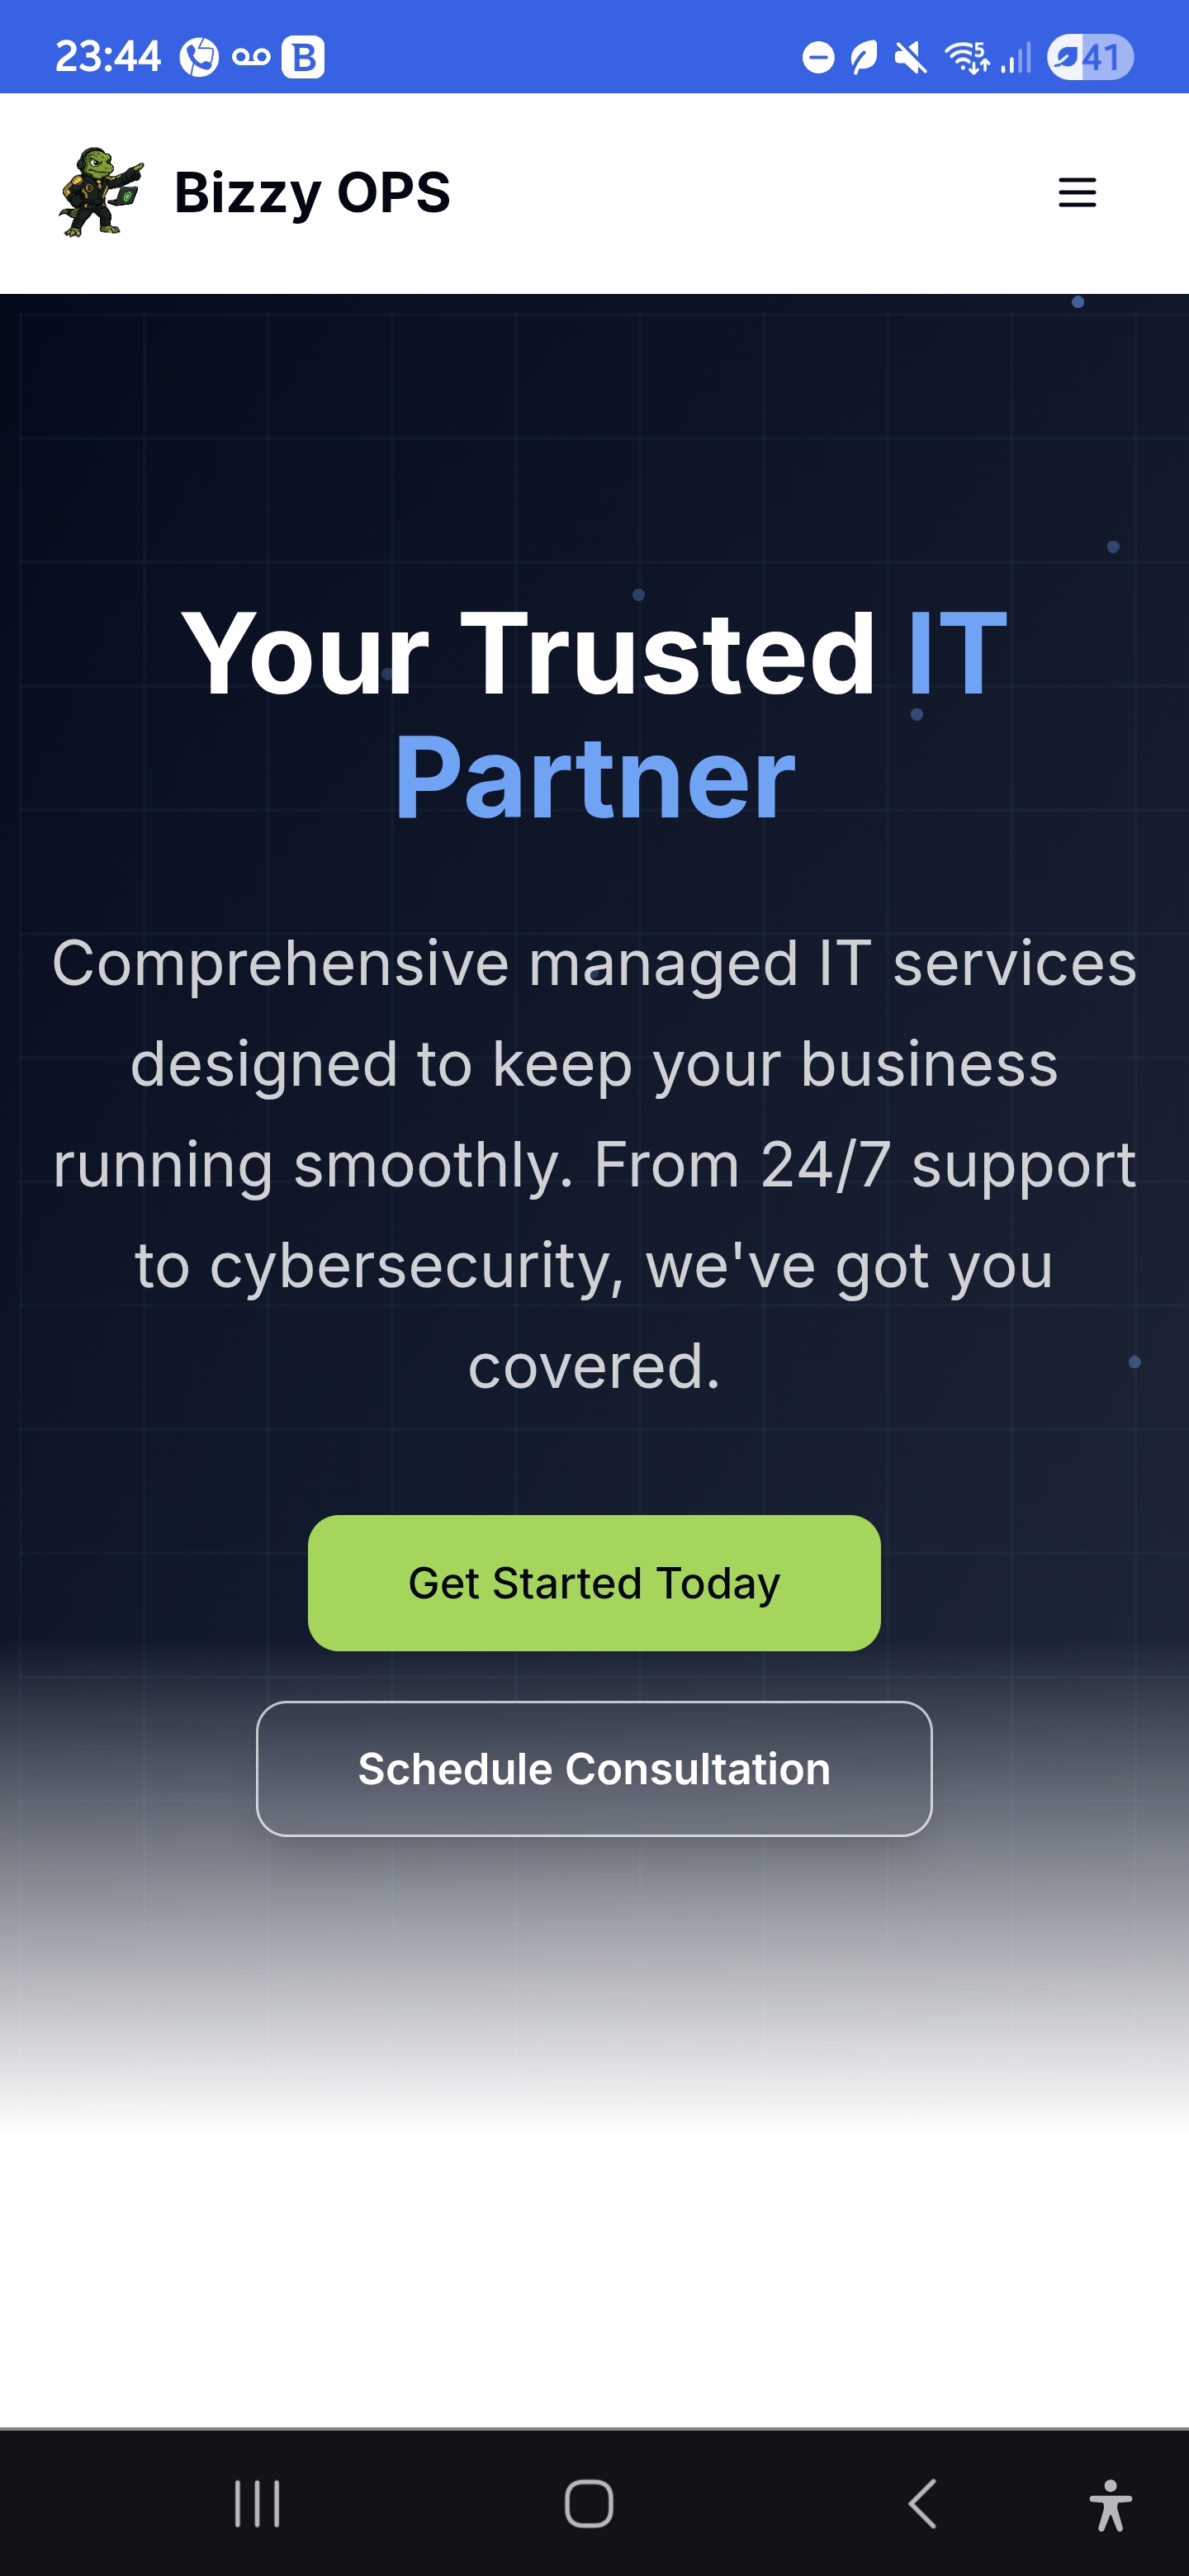 23:44 B 5 41
Bizzy OPS
Your Trusted IT
Partner
Comprehensive managed IT services
designed to keep your business
running smoothly. From 24/7 support
to cybersecurity, we've got you
covered.
Get Started Today
Schedule Consultation